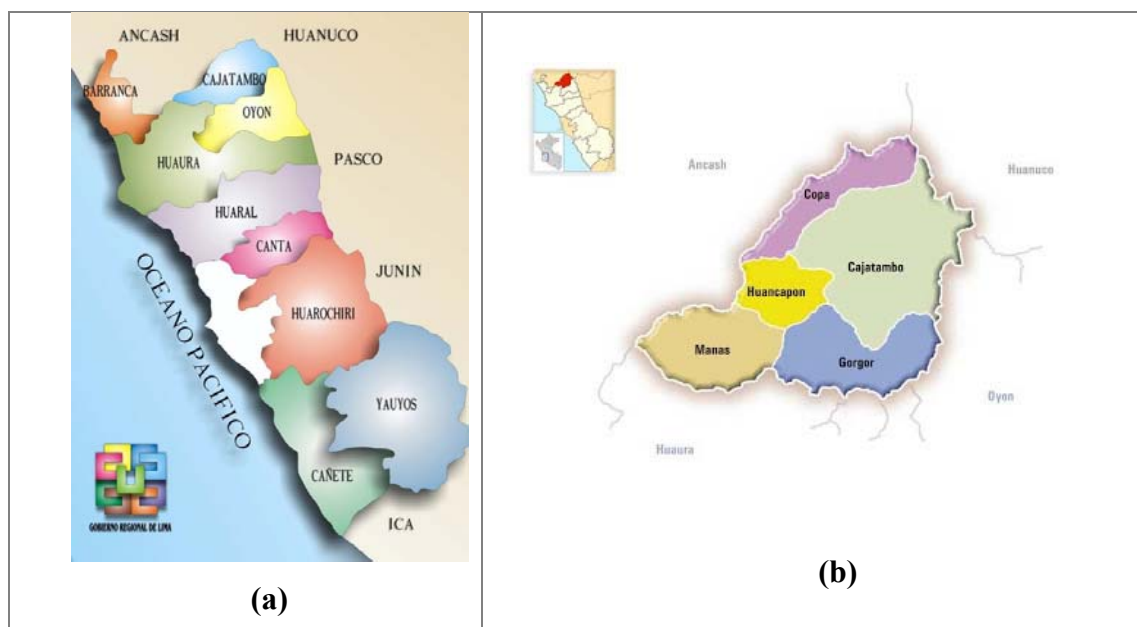 ANCASH
HUANUCO
CAJATAMBO
BARRANCA
OYON
HUAURA
PASCO
HUARAL
CANTA
JUNIN
OCEANO PACIFICO
HUAROCHIRI
YAUYOS
CAÑETE
GOBIERNO REGIONAL DE LIMA
ICA
(a)
Ancash
Huanuco
Copa
Cajatambo
Huancapon
Manas
Gorgor
Oyon
Huaura
(b)